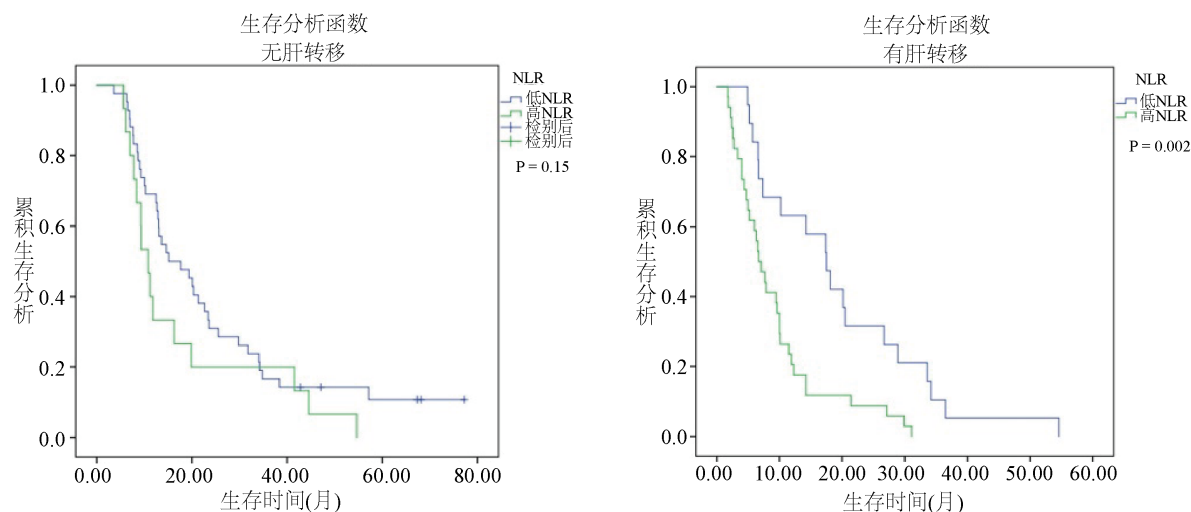 生存分析函数
无肝转移
NLR
低NLR
高NLR
检别后
检别后
P = 0.15
累积生存分析
1.0
0.8
0.6
0.4
0.2
0.0
0.00 20.00 40.00 60.00 80.00
生存时间(月)
生存分析函数
有肝转移
NLR
低NLR
高NLR
P = 0.002
累积生存分析
1.0
0.8
0.6
0.4
0.2
0.0
0.00 10.00 20.00 30.00 40.00 50.00 60.00
生存时间(月)